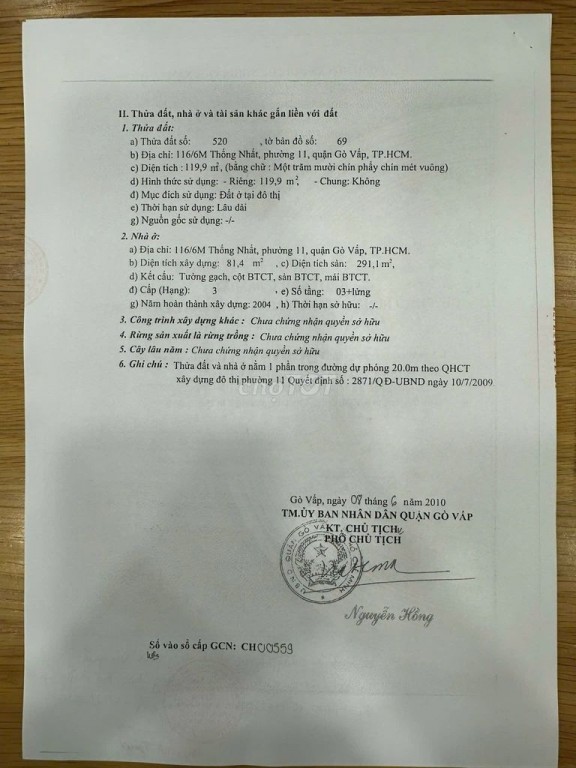 II. Thửa đất, nhà ở và tài sản khác gắn liền với đất
1. Thửa đất:
a) Thửa đất số: 520 , tờ bản đồ số: 69
b) Địa chỉ: 116/6M Thống Nhất, phường 11, quận Gò Vấp, TP.HCM.
c) Diện tích : 119,9 m², (bằng chữ : Một trăm mười chín phẩy chín mét vuông)
d) Hình thức sử dụng: - Riêng: 119,9 m², - Chung: Không
đ) Mục đích sử dụng: Đất ở tại đô thị
e) Thời hạn sử dụng: Lâu dài
g) Nguồn gốc sử dụng: -/-
2. Nhà ở:
a) Địa chỉ: 116/6M Thống Nhất, phường 11, quận Gò Vấp, TP.HCM.
b) Diện tích xây dựng: 81,4 m² , c) Diện tích sàn: 291,1 m²,
d) Kết cấu: Tường gạch, cột BTCT, sàn BTCT, mái BTCT.
đ) Cấp (Hạng): 3 , e) Số tầng: 03+lửng
g) Năm hoàn thành xây dựng: 2004 , h) Thời hạn sở hữu: -/-
3. Công trình xây dựng khác : Chưa chứng nhận quyền sở hữu
4. Rừng sản xuất là rừng trồng : Chưa chứng nhận quyền sở hữu
5. Cây lâu năm : Chưa chứng nhận quyền sở hữu
6. Ghi chú : Thửa đất và nhà ở nằm 1 phần trong đường dự phóng 20.0m theo QHCT
xây dựng đô thị phường 11 Quyết định số : 2871/QĐ-UBND ngày 10/7/2009
chợTỐT
Gò Vấp, ngày 08 tháng 6 năm 2010
TM.ỦY BAN NHÂN DÂN QUẬN GÒ VẤP
KT. CHỦ TỊCH
PHÓ CHỦ TỊCH
Nguyễn Hồng
Số vào sổ cấp GCN: CH 00559